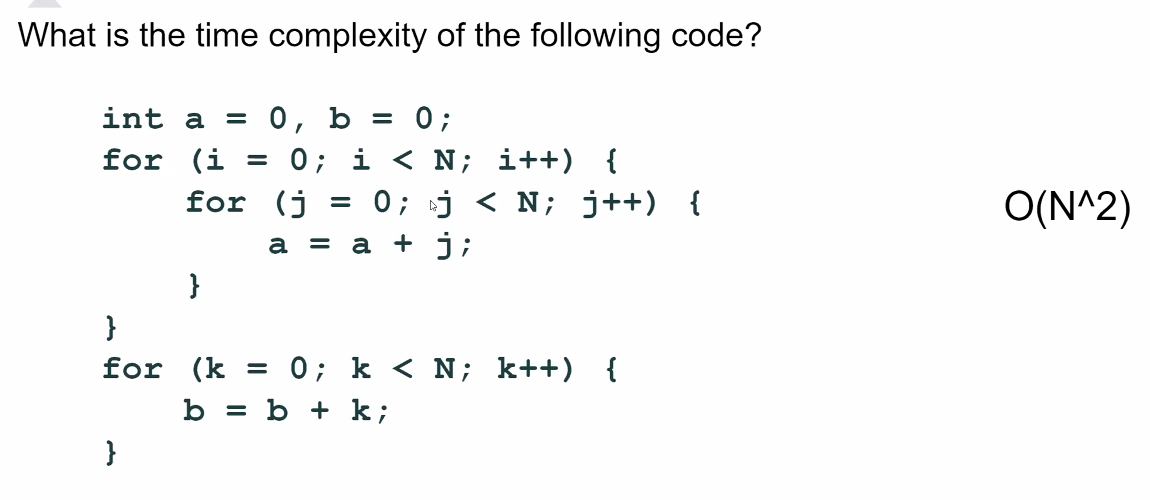 What is the time complexity of the following code?
int a = 0, b = 0;
for (i = 0; i < N; i++) {
for (j = 0; j < N; j++) {
O(N^2)
a = a + j;
}
}
for (k = 0; k < N; k++) {
b = b + k;
}